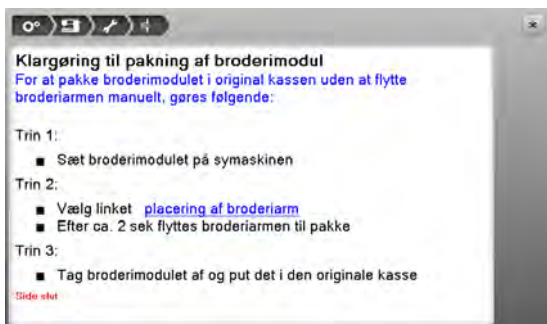 Klargøring til pakning af broderimodul
For at pakke broderimodulet i original kassen uden at flytte
broderiarmen manuelt, gøres følgende:
Trin 1:
■ Sæt broderimodulet på symaskinen
Trin 2:
■ Vælg linket placering af broderiarm
■ Efter ca. 2 sek flyttes broderiarmen til pakke
Trin 3:
■ Tag broderimodulet af og put det i den originale kasse
Side slut